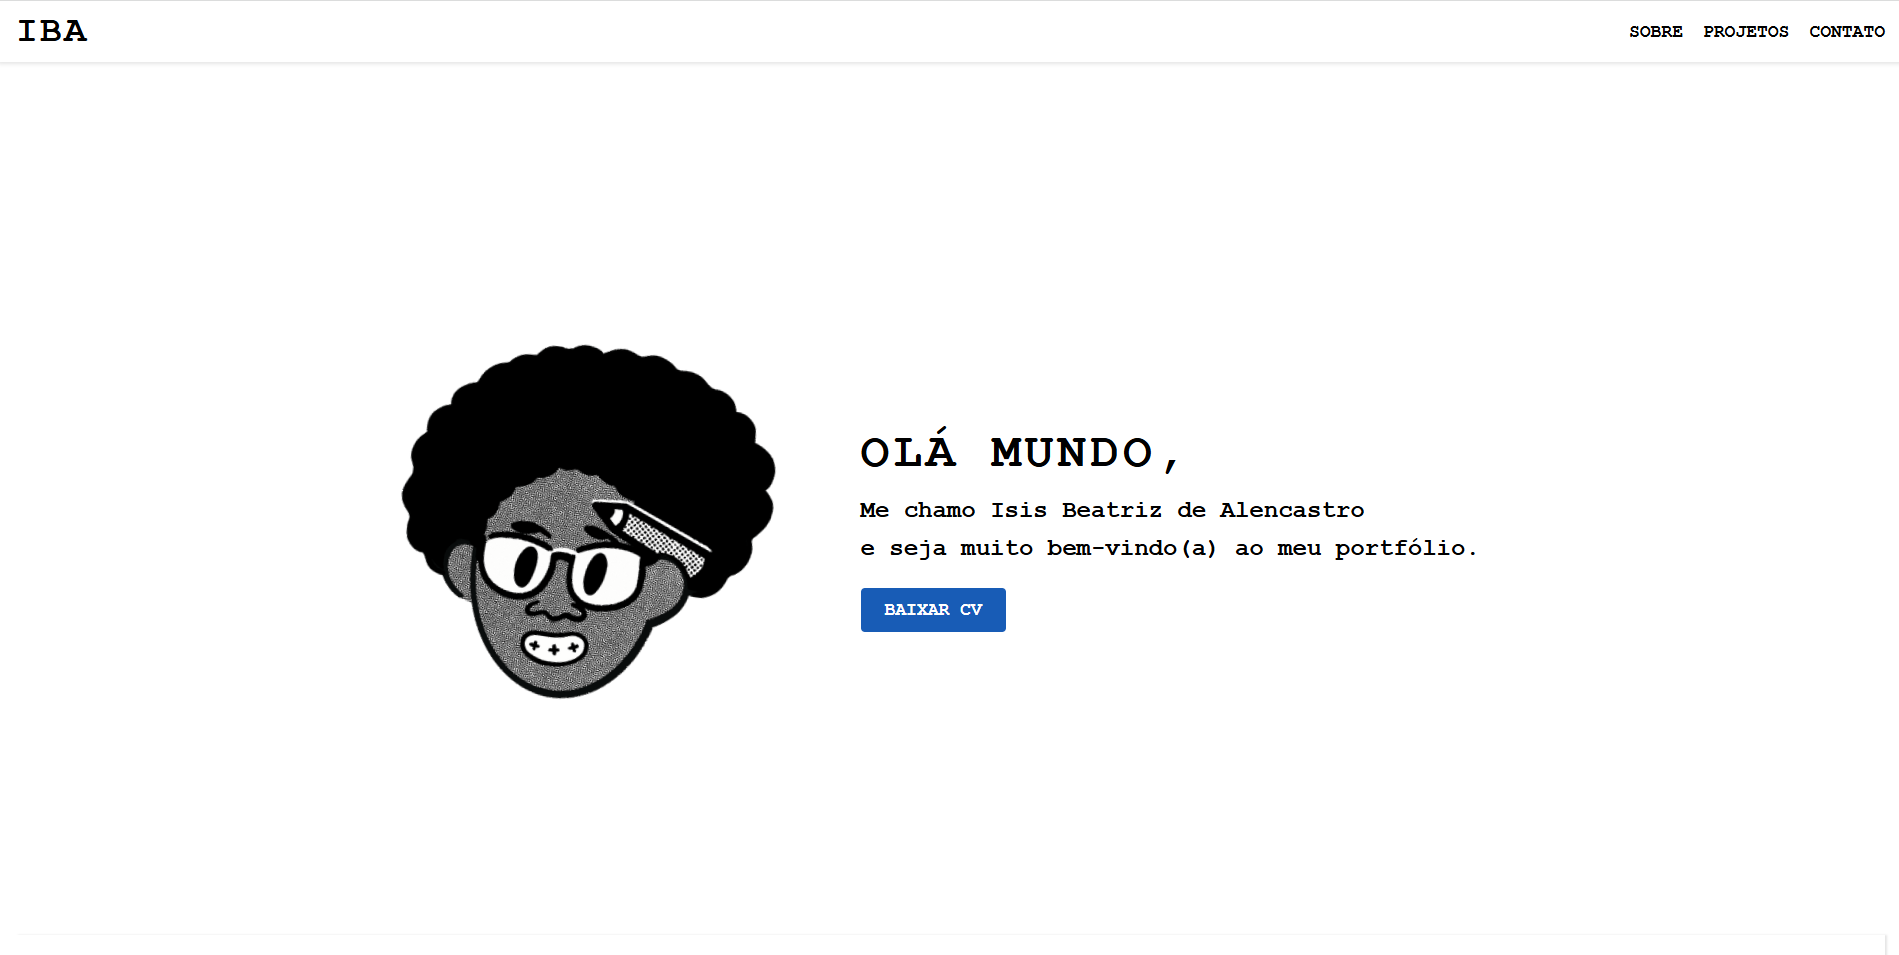 IBA
SOBRE PROJETOS CONTATO
OLÁ MUNDO,
Me chamo Isis Beatriz de Alencastro
e seja muito bem-vindo(a) ao meu portfólio.
BAIXAR CV